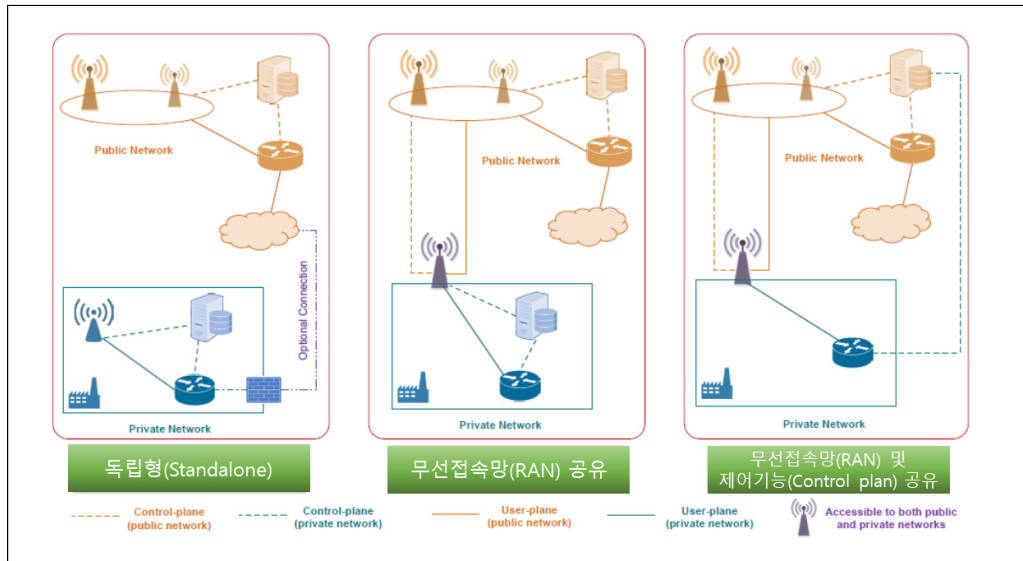 Public Network
Optional Connection
Private Network
독립형(Standalone)
Public Network
Private Network
무선접속망(RAN) 공유
Public Network
Private Network
무선접속망(RAN) 및
제어기능(Control plan) 공유
Control-plane
(public network)
Control-plane
(private network)
User-plane
(public network)
User-plane
(private network)
Accessible to both public
and private networks